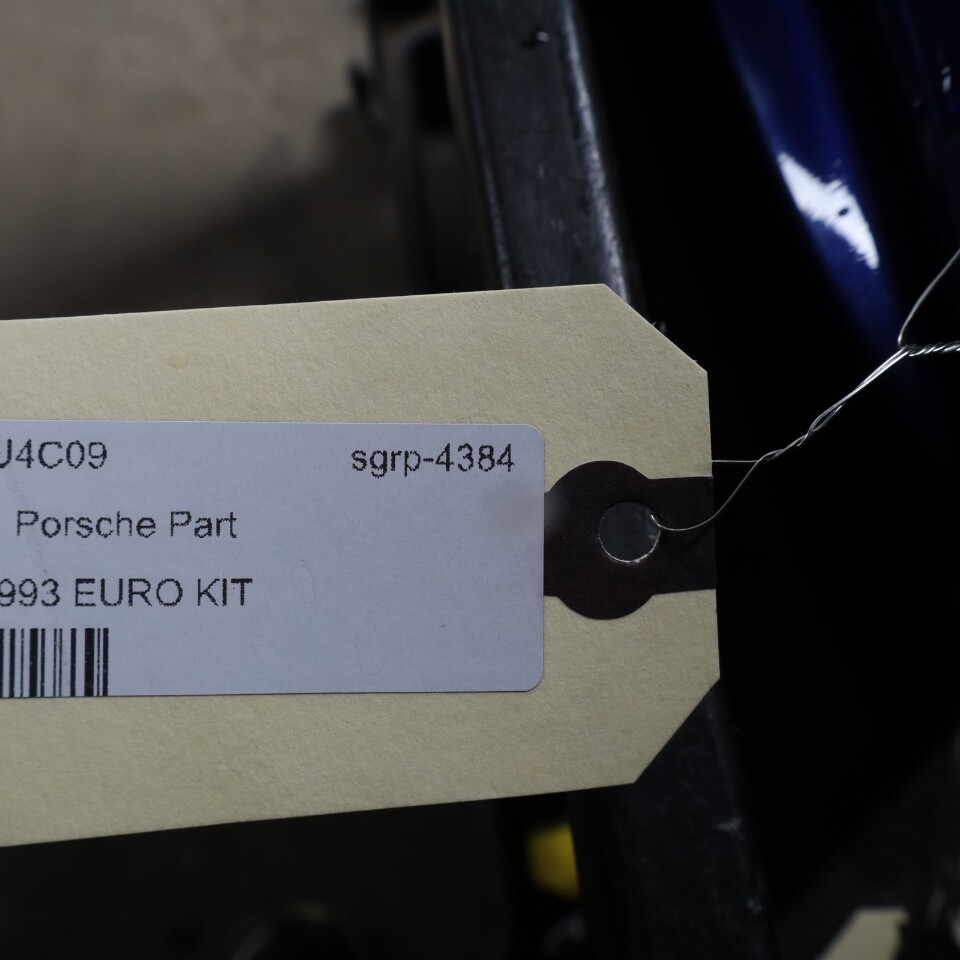 U4C09 sgrp-4384
Porsche Part
993 EURO KIT